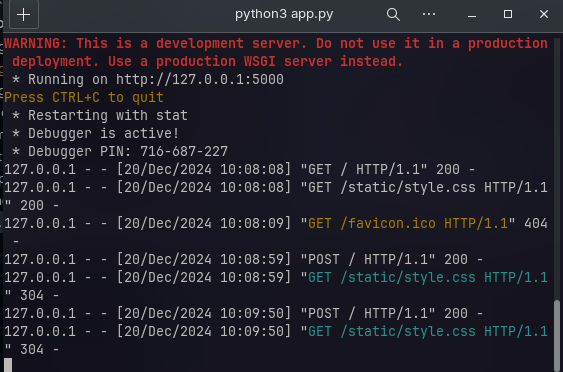 python3 app.py
WARNING: This is a development server. Do not use it in a production
deployment. Use a production WSGI server instead.
* Running on http://127.0.0.1:5000
Press CTRL+C to quit
* Restarting with stat
* Debugger is active!
* Debugger PIN: 716-687-227
127.0.0.1 - - [20/Dec/2024 10:08:08] "GET / HTTP/1.1" 200 -
127.0.0.1 - - [20/Dec/2024 10:08:08] "GET /static/style.css HTTP/1.1
" 200 -
127.0.0.1 - - [20/Dec/2024 10:08:09] "GET /favicon.ico HTTP/1.1" 404
-
127.0.0.1 - - [20/Dec/2024 10:08:59] "POST / HTTP/1.1" 200 -
127.0.0.1 - - [20/Dec/2024 10:08:59] "GET /static/style.css HTTP/1.1
" 304 -
127.0.0.1 - - [20/Dec/2024 10:09:50] "POST / HTTP/1.1" 200 -
127.0.0.1 - - [20/Dec/2024 10:09:50] "GET /static/style.css HTTP/1.1
" 304 -